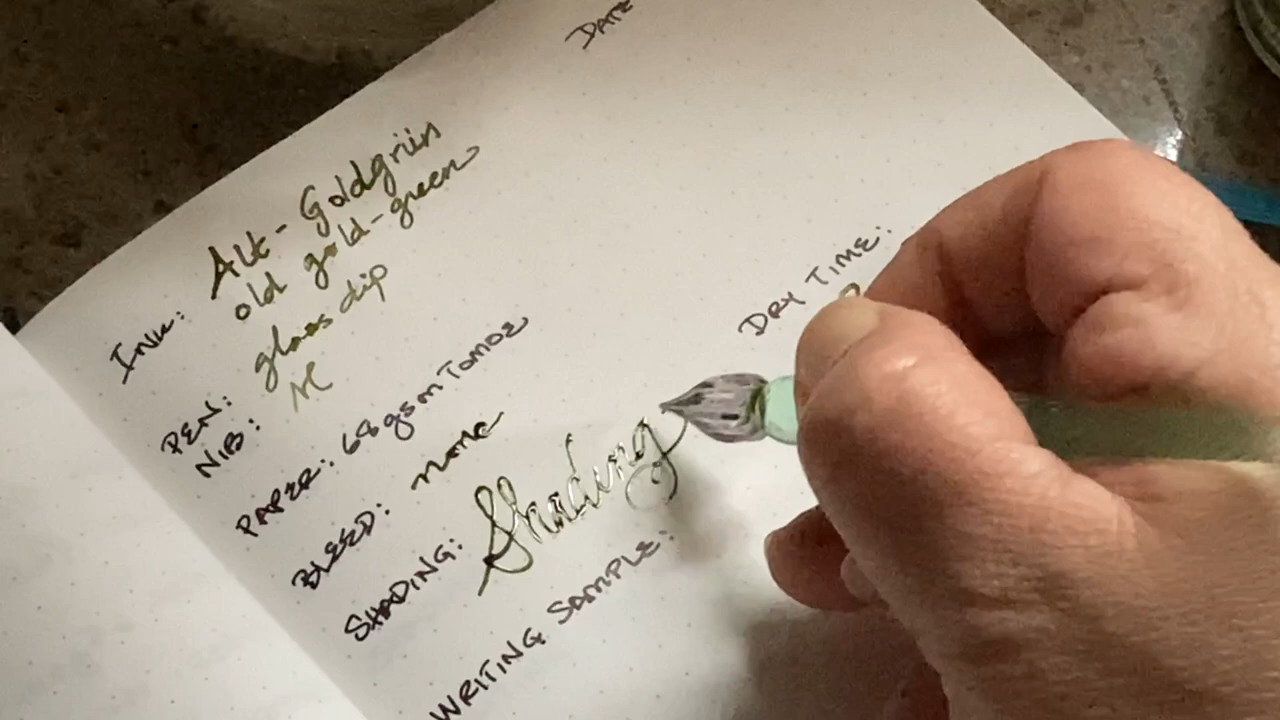 DATE
INK: Alt-Goldgrün
old gold-green
PEN: glass dip
NIB: M
PAPER: 68gsm TOMOE
DRY TIME:
BLEED: none
SHADING: Shading
WRITING SAMPLE: